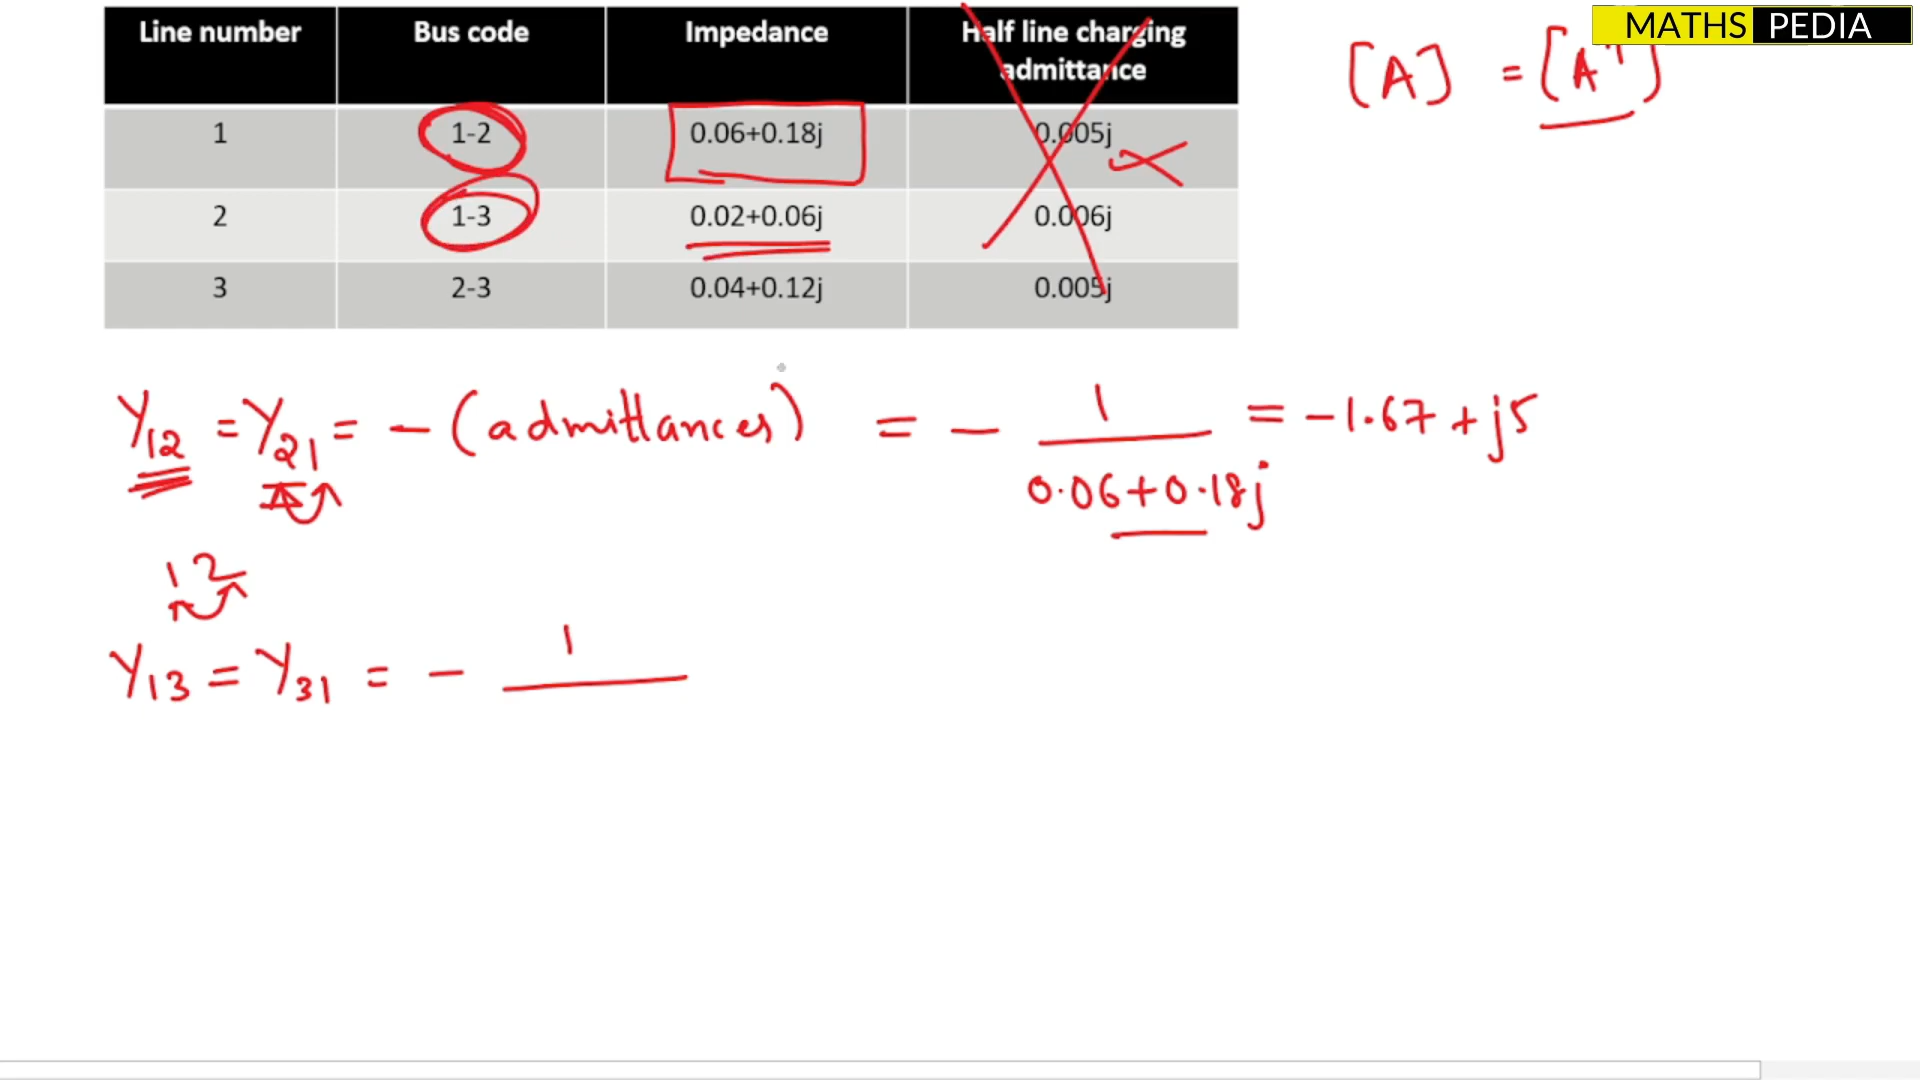 MATHS PEDIA
Line number Bus code Impedance Half line charging admittance
1 1-2 0.06+0.18j 0.005j
2 1-3 0.02+0.06j 0.006j
3 2-3 0.04+0.12j 0.005j
[A] = [Aᵀ]
Y12 = Y21 = - (admittances) = - 1/(0.06+0.18j) = -1.67 + j5
12
Y13 = Y31 = - 1